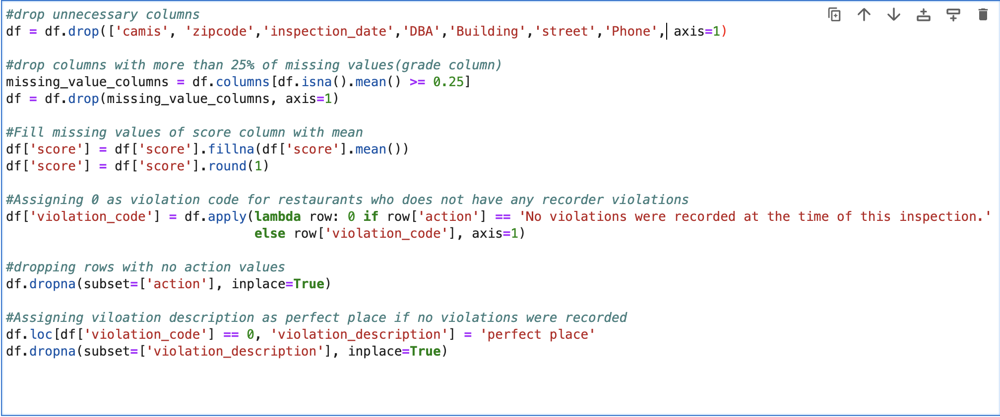 #drop unnecessary columns
df = df.drop(['camis', 'zipcode','inspection_date','DBA','Building','street','Phone', axis=1)
#drop columns with more than 25% of missing values(grade column)
missing_value_columns = df.columns[df.isna().mean() >= 0.25]
df = df.drop(missing_value_columns, axis=1)
#Fill missing values of score column with mean
df['score'] = df['score'].fillna(df['score'].mean())
df['score'] = df['score'].round(1)
#Assigning 0 as violation code for restaurants who does not have any recorder violations
df['violation_code'] = df.apply(lambda row: 0 if row['action'] == 'No violations were recorded at the time of this inspection.'
else row['violation_code'], axis=1)
#dropping rows with no action values
df.dropna(subset=['action'], inplace=True)
#Assigning viloation description as perfect place if no violations were recorded
df.loc[df['violation_code'] == 0, 'violation_description'] = 'perfect place'
df.dropna(subset=['violation_description'], inplace=True)